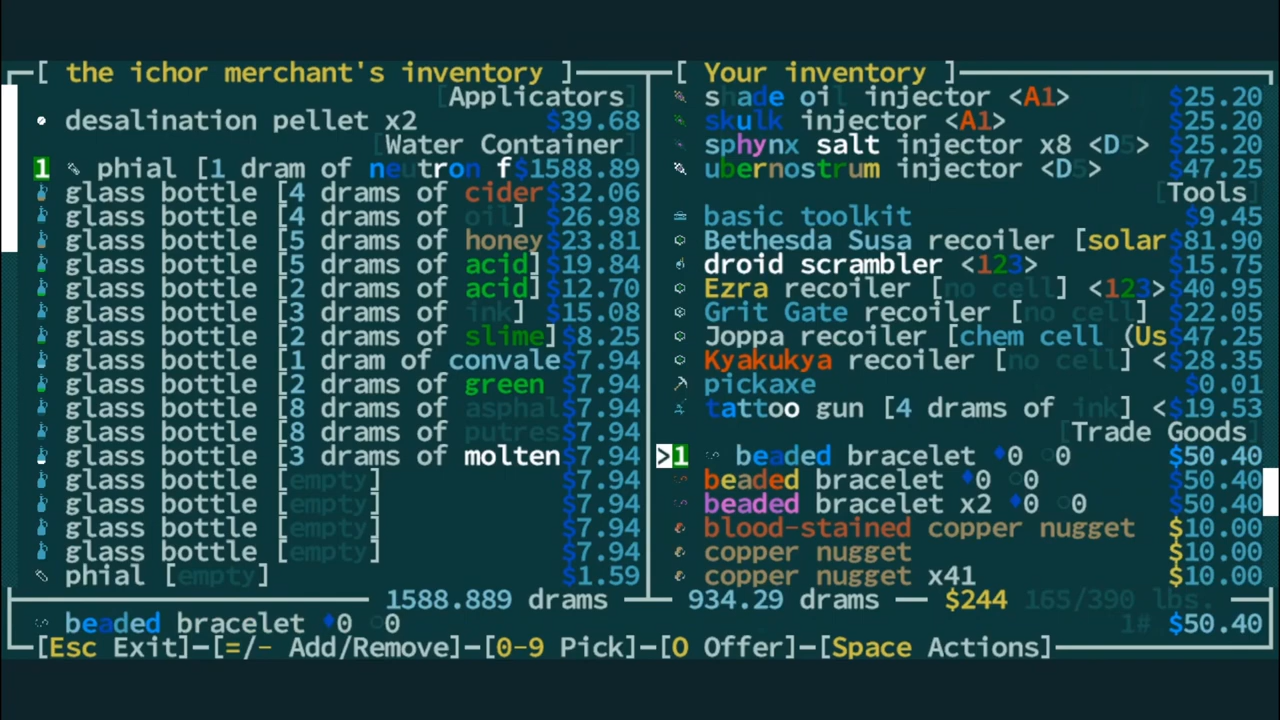 [ the ichor merchant's inventory ]
[Applicators]
desalination pellet x2 $39.68
[Water Container]
1 phial [1 dram of neutron f$1588.89
glass bottle [4 drams of cider$32.06
glass bottle [4 drams of oil] $26.98
glass bottle [5 drams of honey$23.81
glass bottle [5 drams of acid]$19.84
glass bottle [2 drams of acid]$12.70
glass bottle [3 drams of ink] $15.08
glass bottle [2 drams of slime]$8.25
glass bottle [1 dram of convale$7.94
glass bottle [2 drams of green $7.94
glass bottle [8 drams of asphal$7.94
glass bottle [8 drams of putres$7.94
glass bottle [3 drams of molten$7.94
glass bottle [empty] $7.94
glass bottle [empty] $7.94
glass bottle [empty] $7.94
glass bottle [empty] $7.94
phial [empty] $1.59
1588.889 drams
[ Your inventory ]
shade oil injector <A1> $25.20
skulk injector <A1> $25.20
sphynx salt injector x8 <D5> $25.20
ubernostrum injector <D5> $47.25
[Tools]
basic toolkit $9.45
Bethesda Susa recoiler [solar$81.90
droid scrambler <123> $15.75
Ezra recoiler [no cell] <123>$40.95
Grit Gate recoiler [no cell] $22.05
Joppa recoiler [chem cell (Us$47.25
Kyakukya recoiler [no cell] <$28.35
pickaxe $0.01
tattoo gun [4 drams of ink] <$19.53
[Trade Goods]
>1 beaded bracelet ♦0 ○0 $50.40
beaded bracelet ♦0 ○0 $50.40
beaded bracelet x2 ♦0 ○0 $50.40
blood-stained copper nugget $10.00
copper nugget $10.00
copper nugget x41 $10.00
934.29 drams — $244 165/390 lbs.
beaded bracelet ♦0 ○0 1# $50.40
[Esc Exit]—[=/- Add/Remove]—[0-9 Pick]—[O Offer]—[Space Actions]